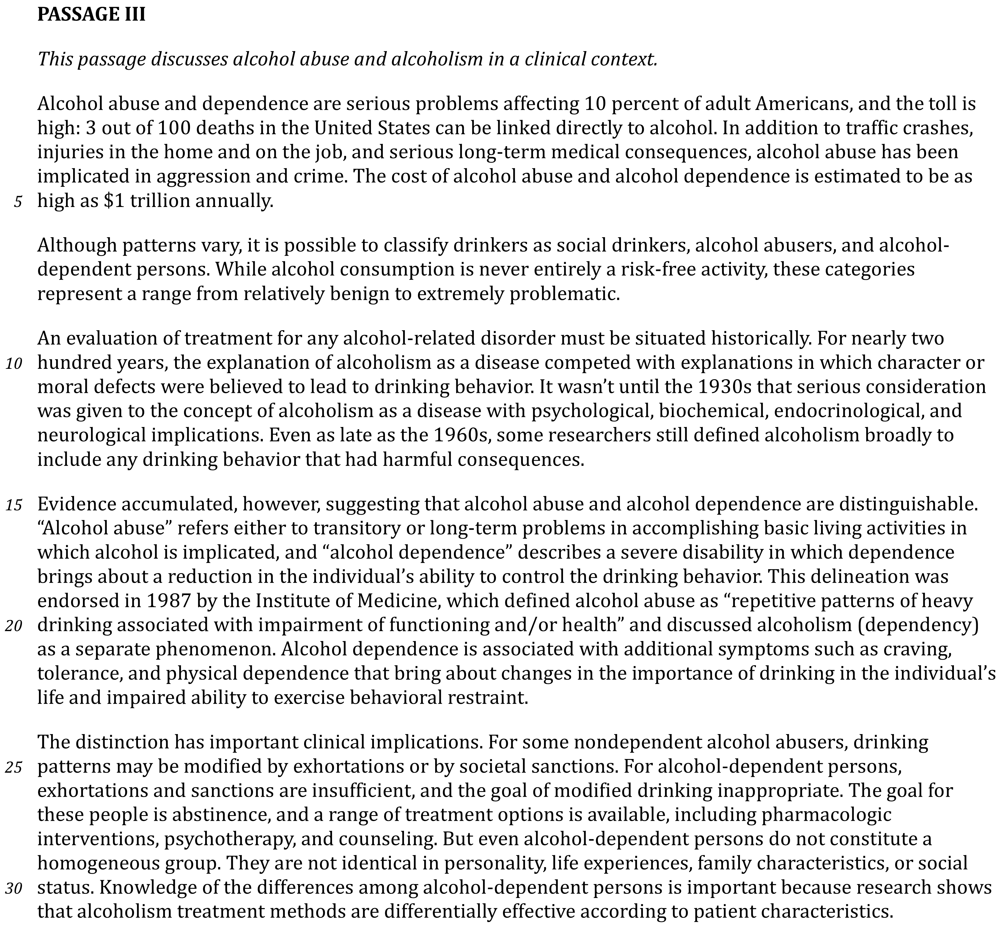 PASSAGE III
This passage discusses alcohol abuse and alcoholism in a clinical context.
Alcohol abuse and dependence are serious problems affecting 10 percent of adult Americans, and the toll is
high: 3 out of 100 deaths in the United States can be linked directly to alcohol. In addition to traffic crashes,
injuries in the home and on the job, and serious long-term medical consequences, alcohol abuse has been
implicated in aggression and crime. The cost of alcohol abuse and alcohol dependence is estimated to be as
5 high as $1 trillion annually.
Although patterns vary, it is possible to classify drinkers as social drinkers, alcohol abusers, and alcohol-
dependent persons. While alcohol consumption is never entirely a risk-free activity, these categories
represent a range from relatively benign to extremely problematic.
An evaluation of treatment for any alcohol-related disorder must be situated historically. For nearly two
10 hundred years, the explanation of alcoholism as a disease competed with explanations in which character or
moral defects were believed to lead to drinking behavior. It wasn’t until the 1930s that serious consideration
was given to the concept of alcoholism as a disease with psychological, biochemical, endocrinological, and
neurological implications. Even as late as the 1960s, some researchers still defined alcoholism broadly to
include any drinking behavior that had harmful consequences.
15 Evidence accumulated, however, suggesting that alcohol abuse and alcohol dependence are distinguishable.
“Alcohol abuse” refers either to transitory or long-term problems in accomplishing basic living activities in
which alcohol is implicated, and “alcohol dependence” describes a severe disability in which dependence
brings about a reduction in the individual’s ability to control the drinking behavior. This delineation was
endorsed in 1987 by the Institute of Medicine, which defined alcohol abuse as “repetitive patterns of heavy
20 drinking associated with impairment of functioning and/or health” and discussed alcoholism (dependency)
as a separate phenomenon. Alcohol dependence is associated with additional symptoms such as craving,
tolerance, and physical dependence that bring about changes in the importance of drinking in the individual’s
life and impaired ability to exercise behavioral restraint.
The distinction has important clinical implications. For some nondependent alcohol abusers, drinking
25 patterns may be modified by exhortations or by societal sanctions. For alcohol-dependent persons,
exhortations and sanctions are insufficient, and the goal of modified drinking inappropriate. The goal for
these people is abstinence, and a range of treatment options is available, including pharmacologic
interventions, psychotherapy, and counseling. But even alcohol-dependent persons do not constitute a
homogeneous group. They are not identical in personality, life experiences, family characteristics, or social
30 status. Knowledge of the differences among alcohol-dependent persons is important because research shows
that alcoholism treatment methods are differentially effective according to patient characteristics.